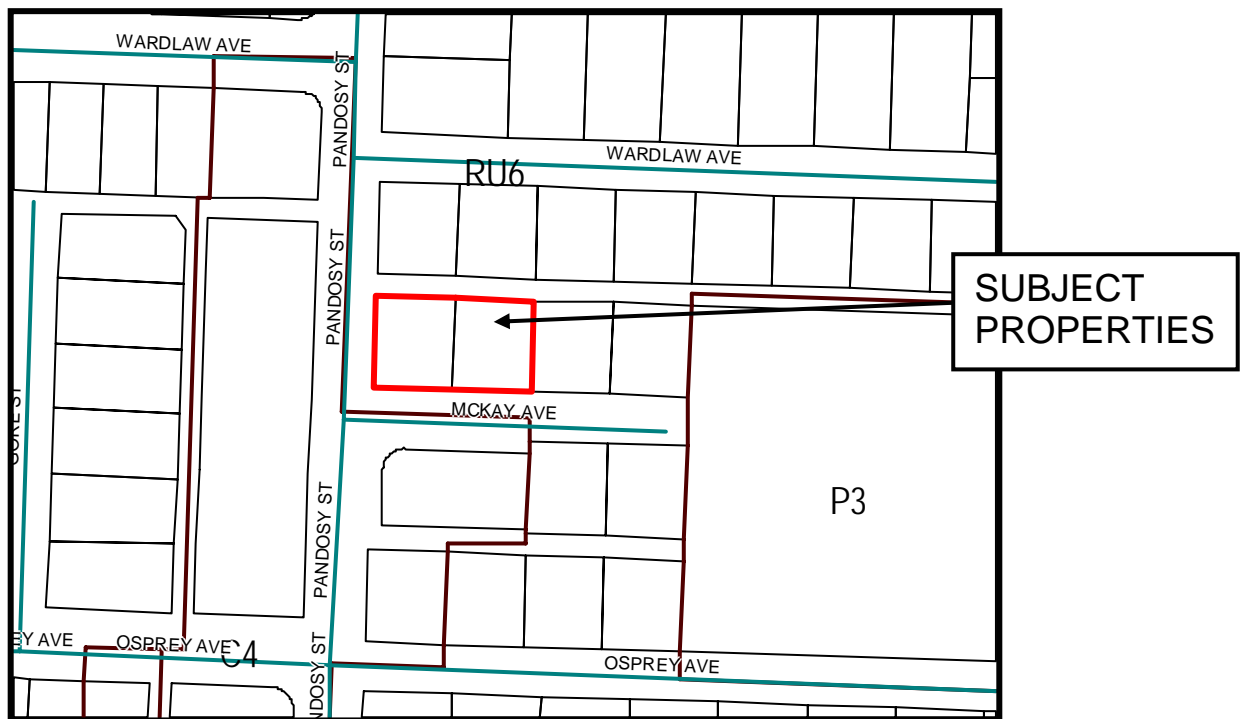 WARDLAW AVE
PANDOSY ST
WARDLAW AVE
RU6
PANDOSY ST
SUBJECT
PROPERTIES
MCKAY AVE
P3
PANDOSY ST
AVE
OSPREY AVE
C4
OSPREY AVE
NDOSY ST